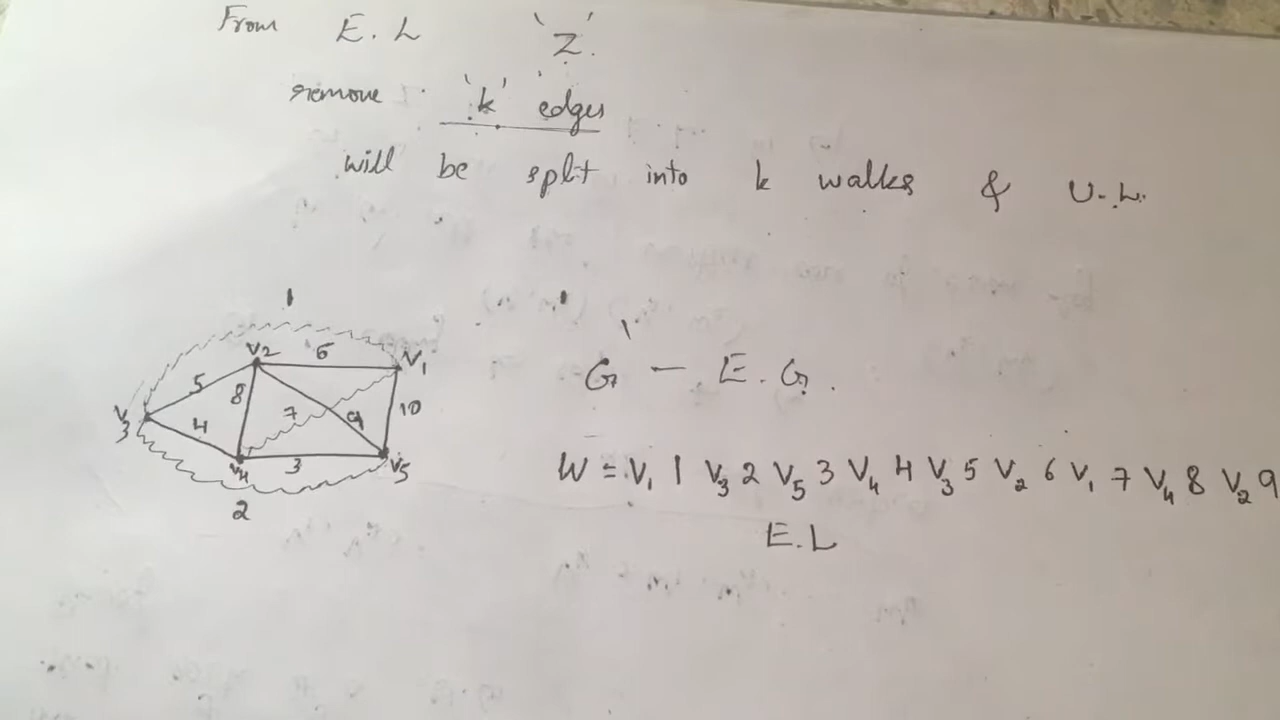 From E. L 'Z'.
remove 'k' edges
will be split into k walks & U. L.
1
V2 6 V1
5 8 7 9 10
V3 4
V4 3 V5
2
G' - E. G.
W = V1 1 V3 2 V5 3 V4 4 V3 5 V2 6 V1 7 V4 8 V2 9
E. L